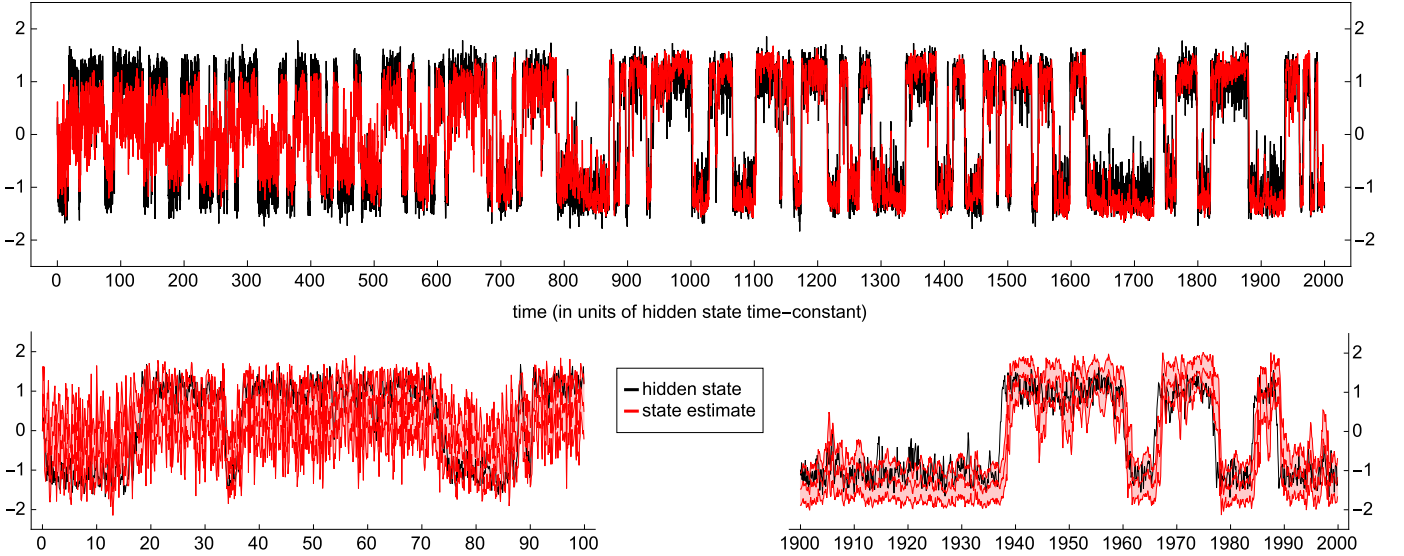 2 2
1 1
0 0
−1 −1
−2 −2
0 100 200 300 400 500 600 700 800 900 1000 1100 1200 1300 1400 1500 1600 1700 1800 1900 2000
time (in units of hidden state time−constant)
2 2
1 1
0 0
−1 −1
−2 −2
hidden state
state estimate
0 10 20 30 40 50 60 70 80 90 100
1900 1910 1920 1930 1940 1950 1960 1970 1980 1990 2000